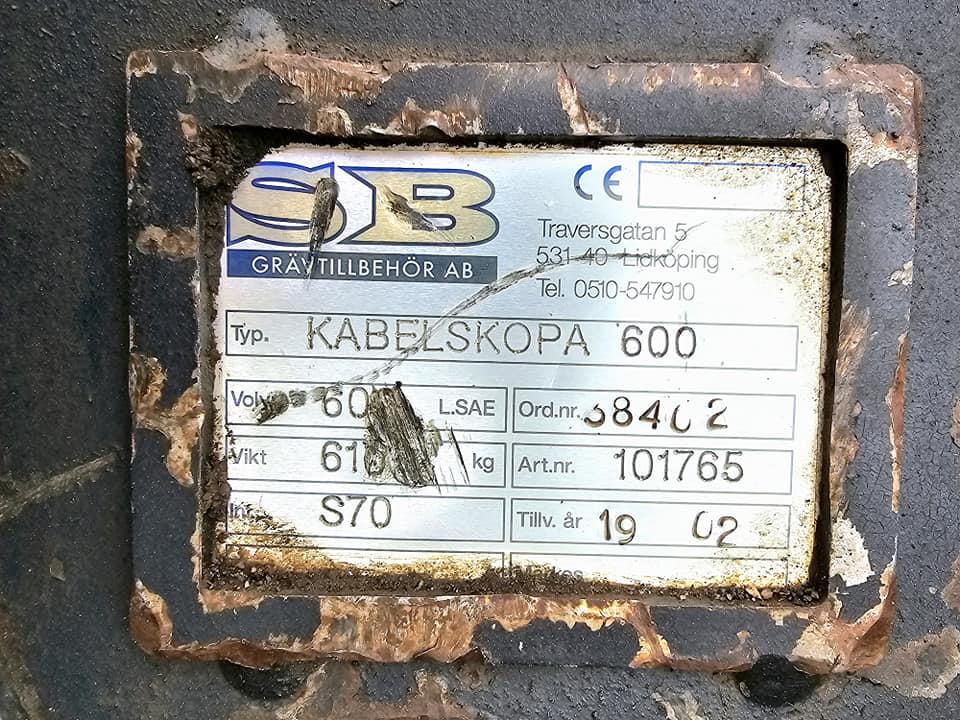 SB
CE
GRÄVTILLBEHÖR AB
Traversgatan 5
531 40 Lidköping
Tel. 0510-547910
Typ. KABELSKOPA 600
L.SAE
Ord.nr.
Vikt
kg
Art.nr. 101765
S70
Tillv. år 19 02